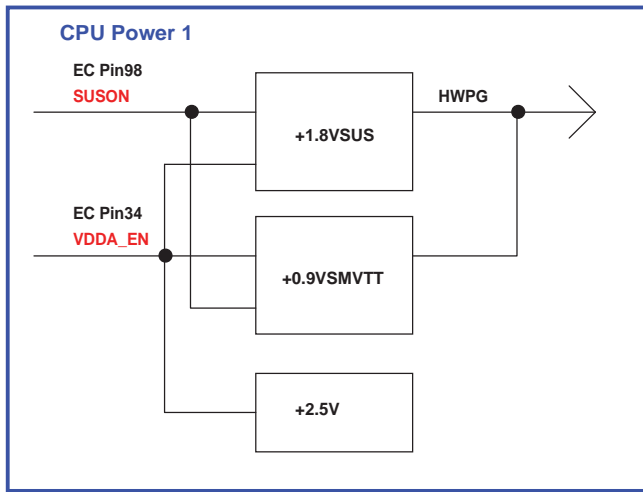 CPU Power 1
EC Pin98
SUSON
HWPG
+1.8VSUS
EC Pin34
VDDA_EN
+0.9VSMVTT
+2.5V